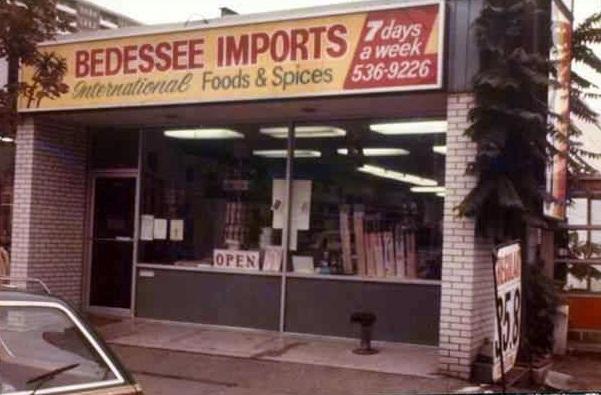 BEDESSEE IMPORTS
International Foods & Spices
7 days
a week
536-9226
OPEN